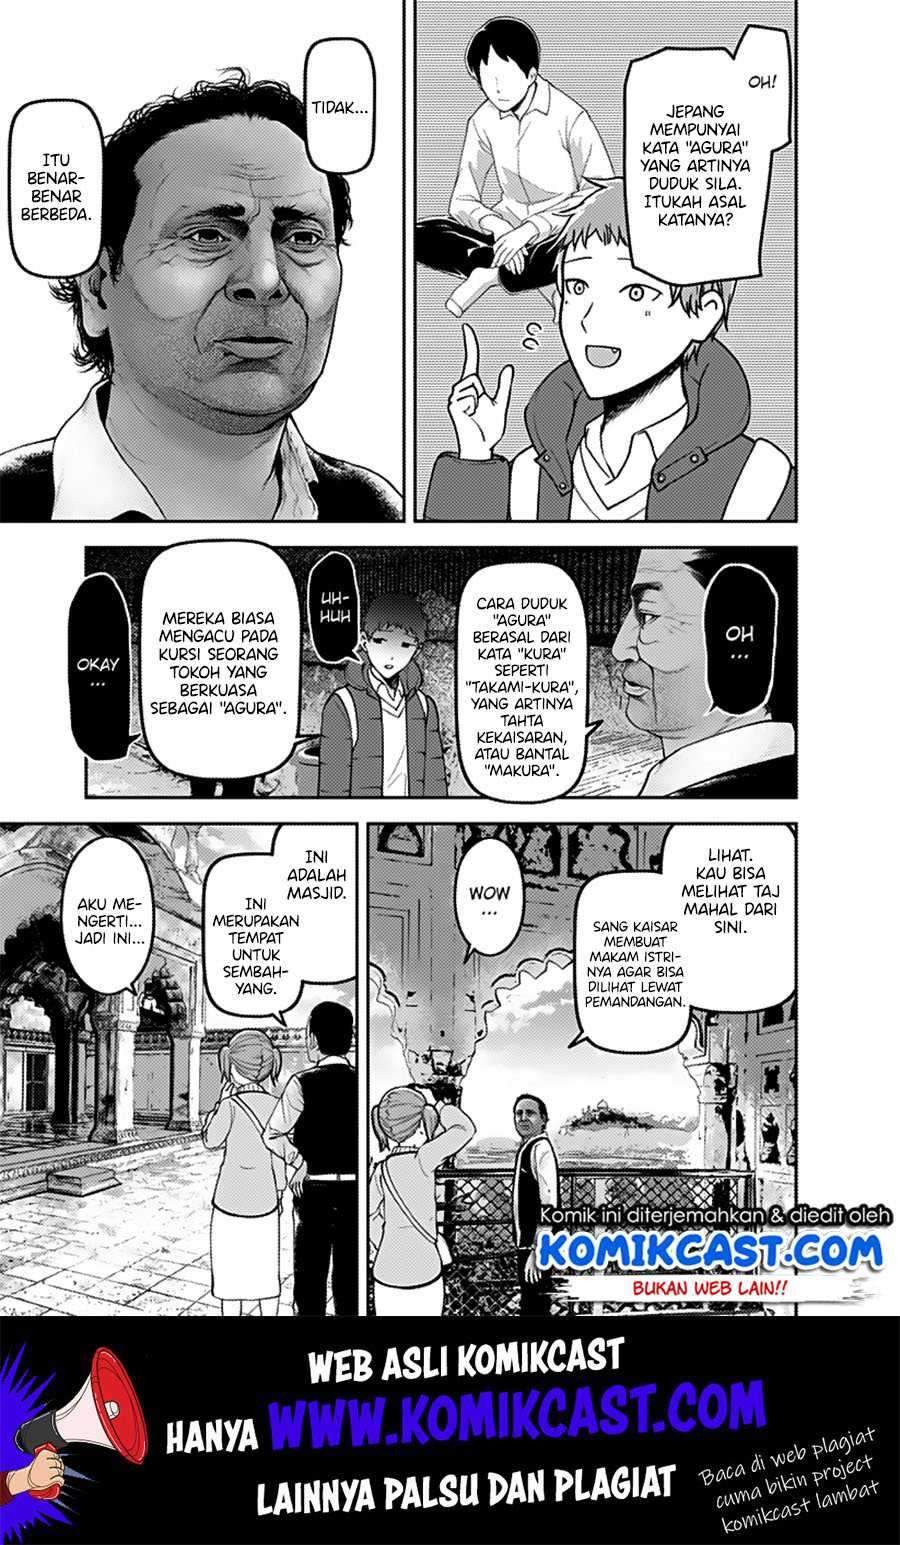 OH!
JEPANG
MEMPUNYAI
KATA "AGURA"
YANG ARTINYA
DUDUK SILA.
ITUKAH ASAL
KATANYA?
TIDAK...
ITU
BENAR-
BENAR
BERBEDA.
OH
...
CARA DUDUK
"AGURA"
BERASAL DARI
KATA "KURA"
SEPERTI
"TAKAMI-KURA",
YANG ARTINYA
TAHTA
KEKAISARAN,
ATAU BANTAL
"MAKURA".
UH-
HUH
MEREKA BIASA
MENGACU PADA
KURSI SEORANG
TOKOH YANG
BERKUASA
SEBAGAI "AGURA".
OKAY
...
LIHAT.
KAU BISA
MELIHAT TAJ
MAHAL DARI
SINI.
SANG KAISAR
MEMBUAT
MAKAM ISTRI-
NYA AGAR BISA
DILIHAT LEWAT
PEMANDANGAN.
WOW
...
INI
ADALAH
MASJID.
INI
MERUPAKAN
TEMPAT
UNTUK
SEMBAH-
YANG.
AKU ME-
NGERTI...
JADI INI...
Komik ini diterjemahkan & diedit oleh
KOMIKCAST.COM
BUKAN WEB LAIN!!
WEB ASLI KOMIKCAST
HANYA WWW.KOMIKCAST.COM
LAINNYA PALSU DAN PLAGIAT
Baca di web plagiat
cuma bikin project
komikcast lambat